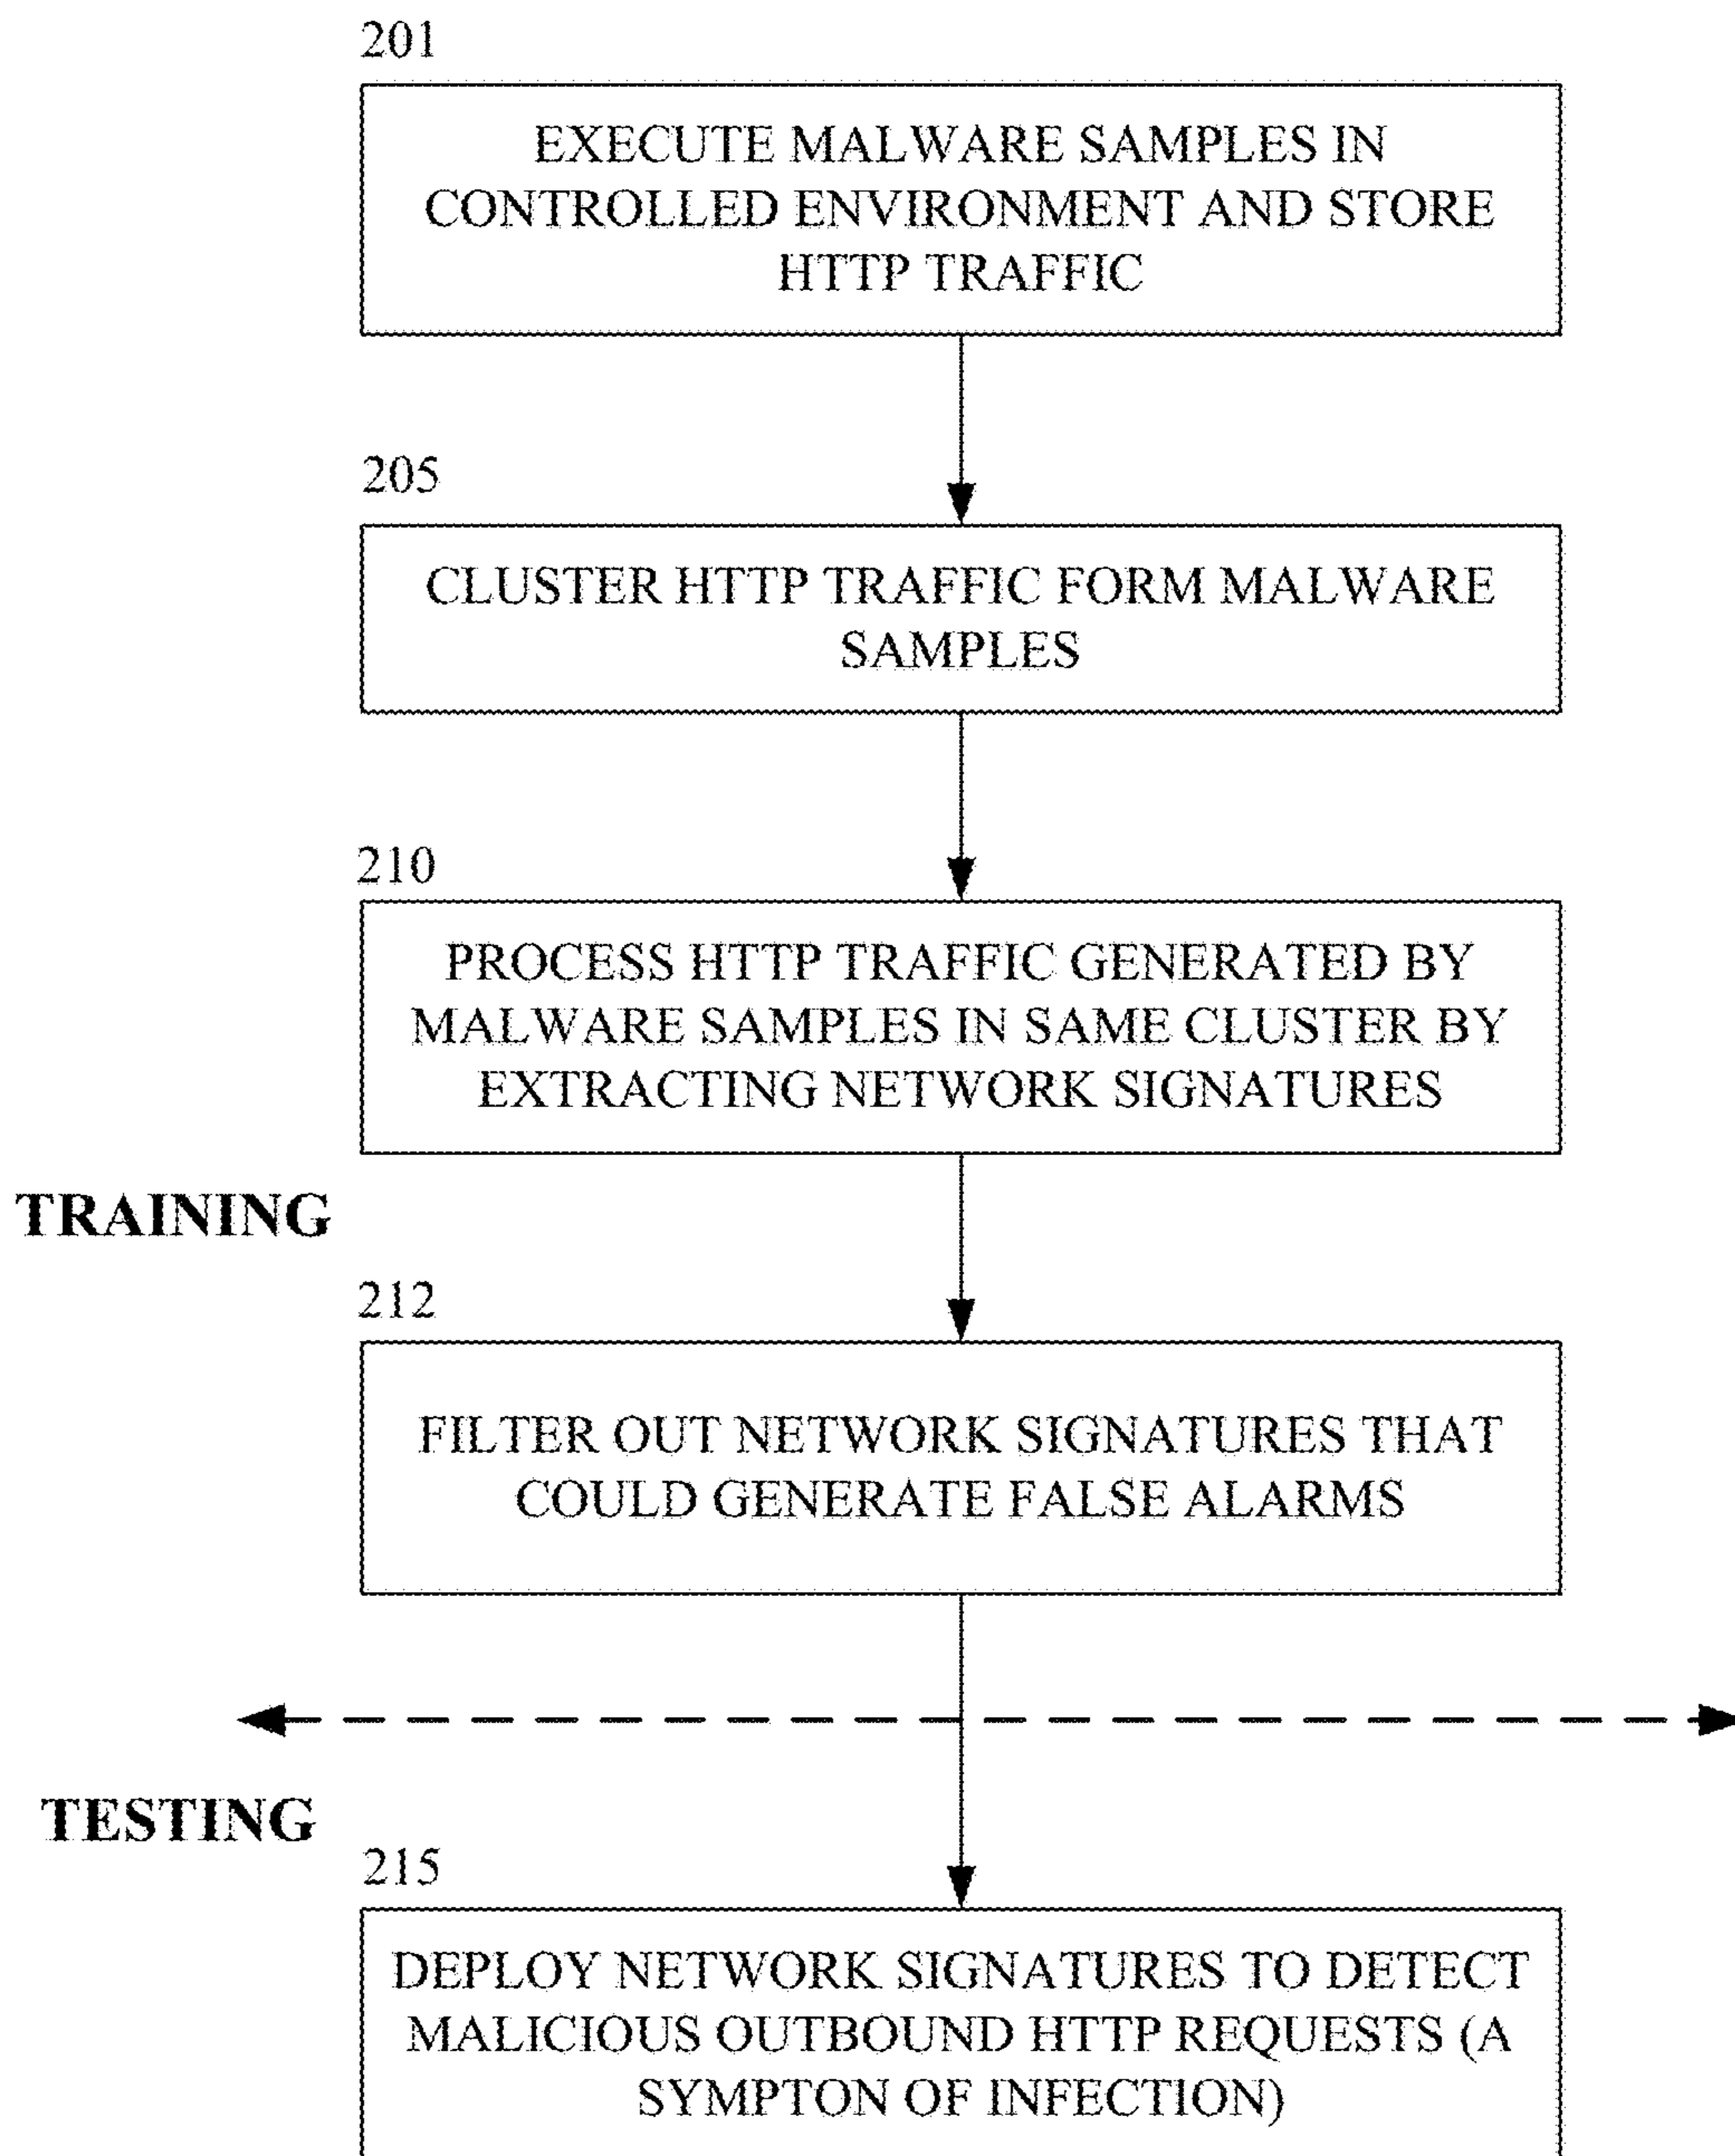 201
EXECUTE MALWARE SAMPLES IN
CONTROLLED ENVIRONMENT AND STORE
HTTP TRAFFIC
205
CLUSTER HTTP TRAFFIC FORM MALWARE
SAMPLES
210
PROCESS HTTP TRAFFIC GENERATED BY
MALWARE SAMPLES IN SAME CLUSTER BY
EXTRACTING NETWORK SIGNATURES
TRAINING
212
FILTER OUT NETWORK SIGNATURES THAT
COULD GENERATE FALSE ALARMS
TESTING
215
DEPLOY NETWORK SIGNATURES TO DETECT
MALICIOUS OUTBOUND HTTP REQUESTS (A
SYMPTON OF INFECTION)